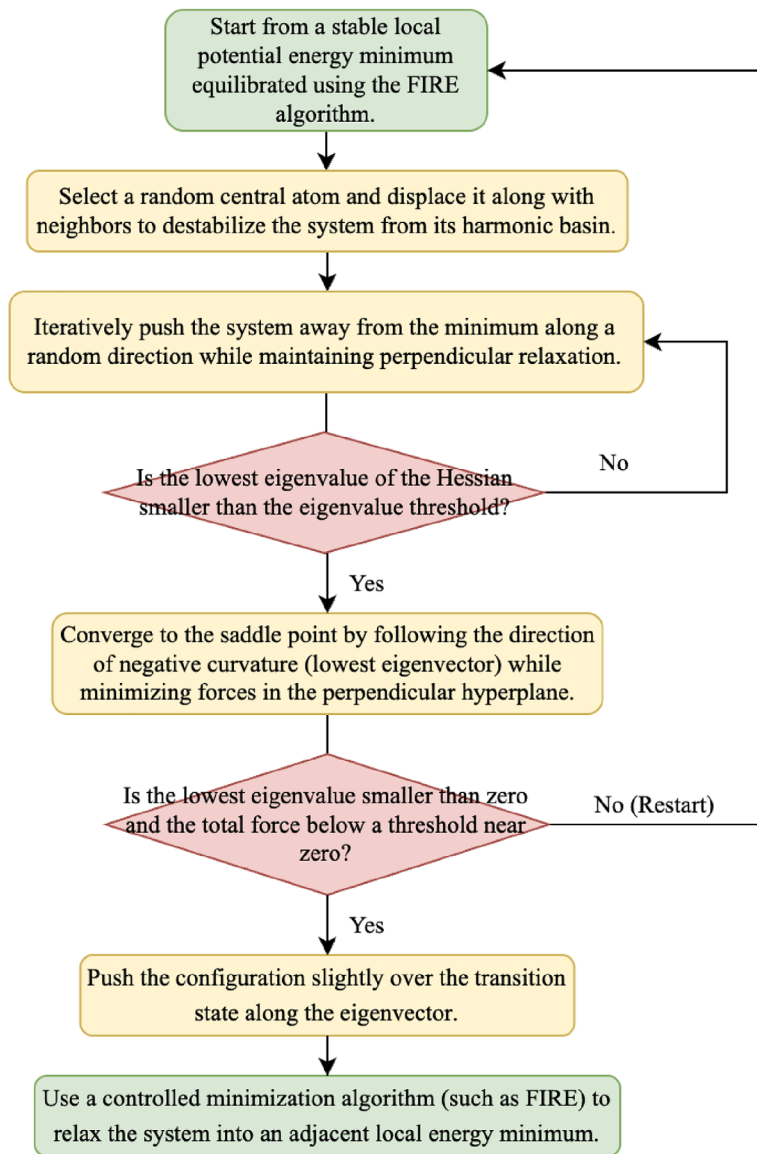 Start from a stable local
potential energy minimum
equilibrated using the FIRE
algorithm.
Select a random central atom and displace it along with
neighbors to destabilize the system from its harmonic basin.
Iteratively push the system away from the minimum along a
random direction while maintaining perpendicular relaxation.
Is the lowest eigenvalue of the Hessian
smaller than the eigenvalue threshold?
No
Yes
Converge to the saddle point by following the direction
of negative curvature (lowest eigenvector) while
minimizing forces in the perpendicular hyperplane.
Is the lowest eigenvalue smaller than zero
and the total force below a threshold near
zero?
No (Restart)
Yes
Push the configuration slightly over the transition
state along the eigenvector.
Use a controlled minimization algorithm (such as FIRE) to
relax the system into an adjacent local energy minimum.